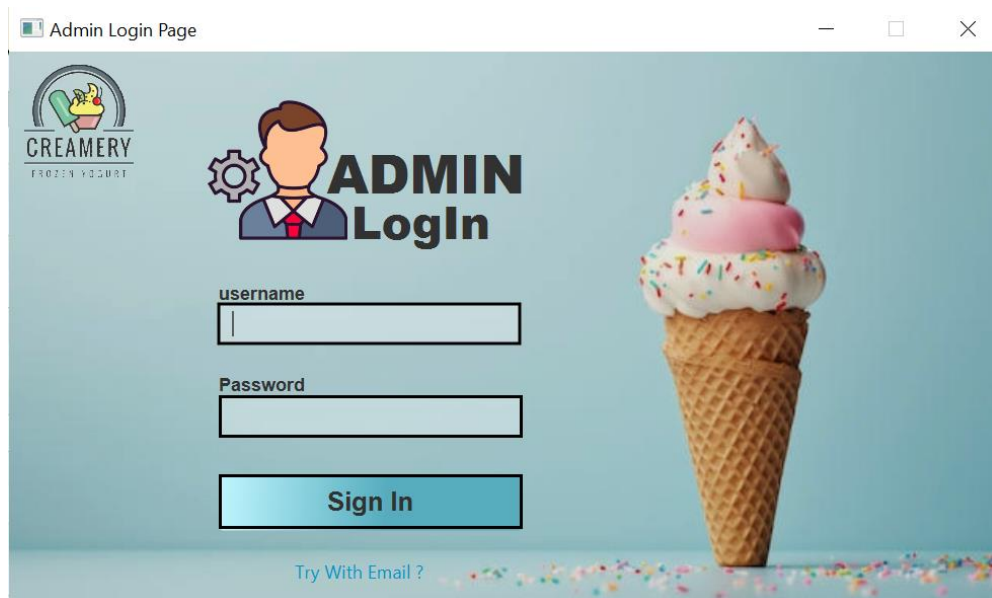 Admin Login Page
CREAMERY
FROZEN YOGURT
ADMIN
LogIn
username
Password
Sign In
Try With Email ?